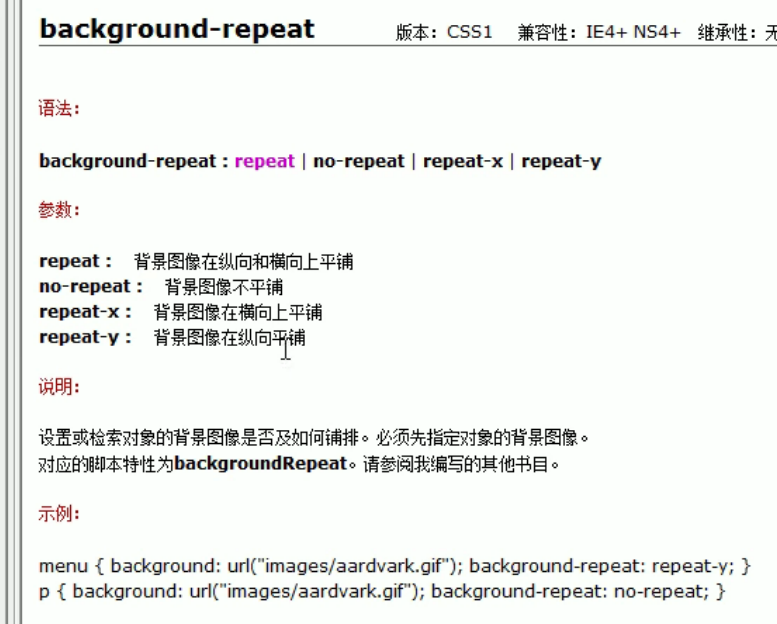 background-repeat 版本：CSS1 兼容性：IE4+ NS4+ 继承性：无
语法：
background-repeat : repeat | no-repeat | repeat-x | repeat-y
参数：
repeat : 背景图像在纵向和横向上平铺
no-repeat : 背景图像不平铺
repeat-x : 背景图像在横向上平铺
repeat-y : 背景图像在纵向平铺
说明：
设置或检索对象的背景图像是否及如何铺排。必须先指定对象的背景图像。
对应的脚本特性为backgroundRepeat。请参阅我编写的其他书目。
示例：
menu { background: url("images/aardvark.gif"); background-repeat: repeat-y; }
p { background: url("images/aardvark.gif"); background-repeat: no-repeat; }